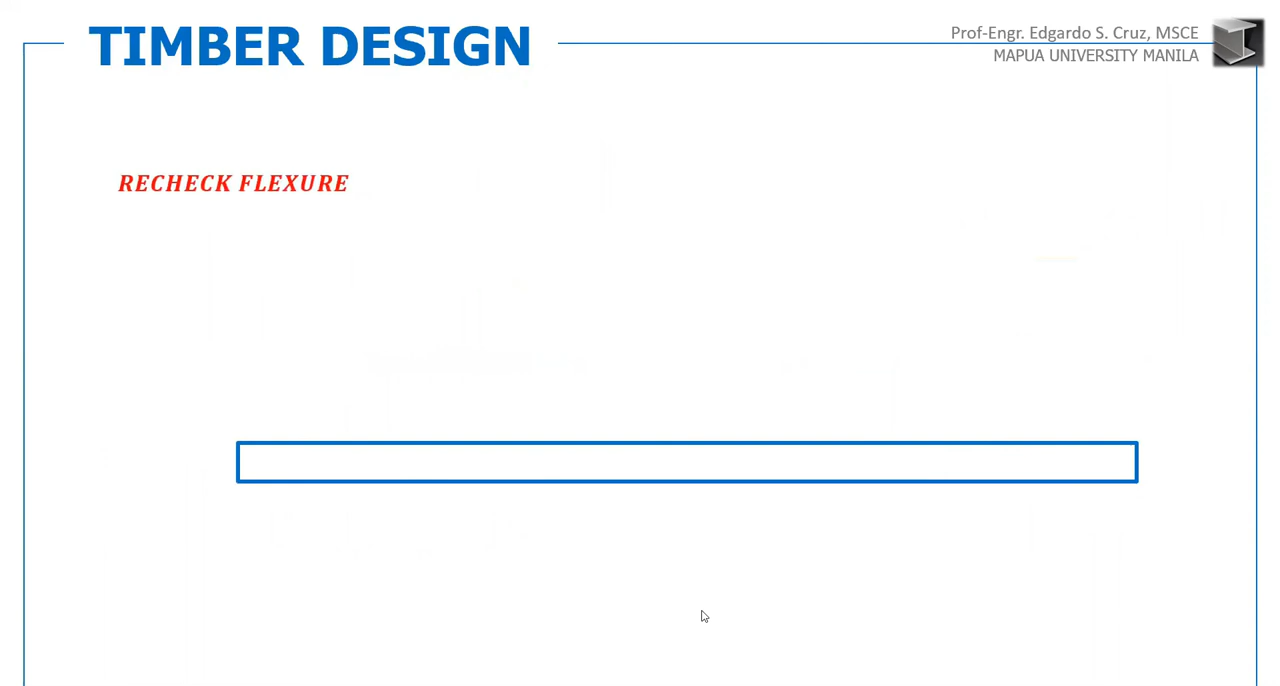 TIMBER DESIGN
Prof-Engr. Edgardo S. Cruz, MSCE
MAPUA UNIVERSITY MANILA
RECHECK FLEXURE